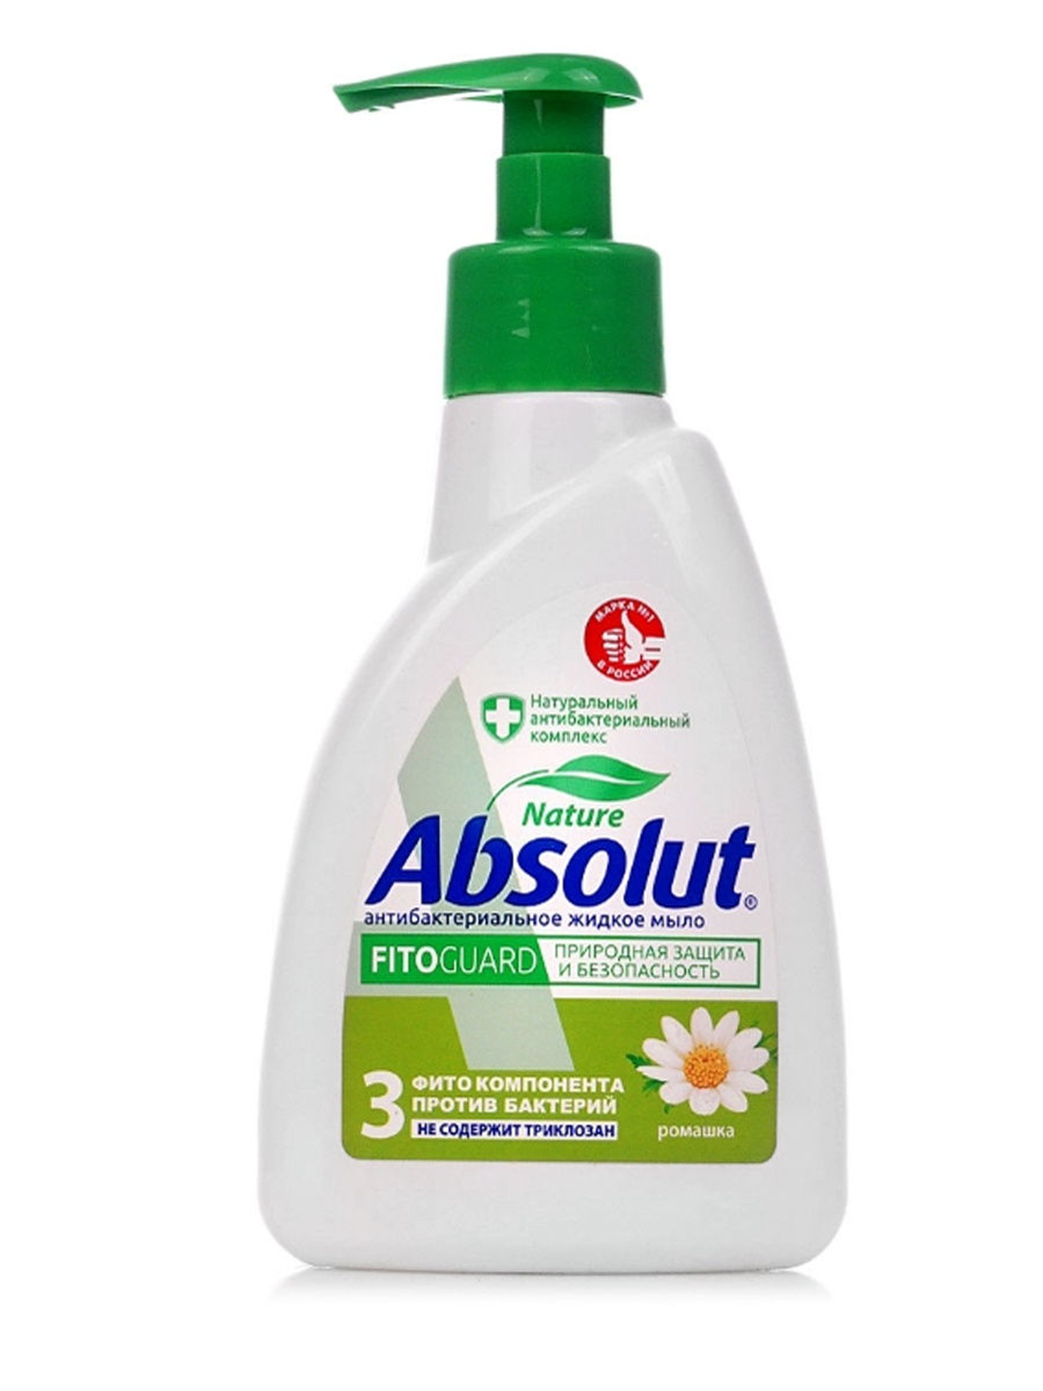 МАРКА №1
В РОССИИ
Натуральный
антибактериальный
комплекс
Nature
Absolut®
антибактериальное жидкое мыло
FITOGUARD
ПРИРОДНАЯ ЗАЩИТА
И БЕЗОПАСНОСТЬ
3
ФИТО КОМПОНЕНТА
ПРОТИВ БАКТЕРИЙ
НЕ СОДЕРЖИТ ТРИКЛОЗАН
ромашка